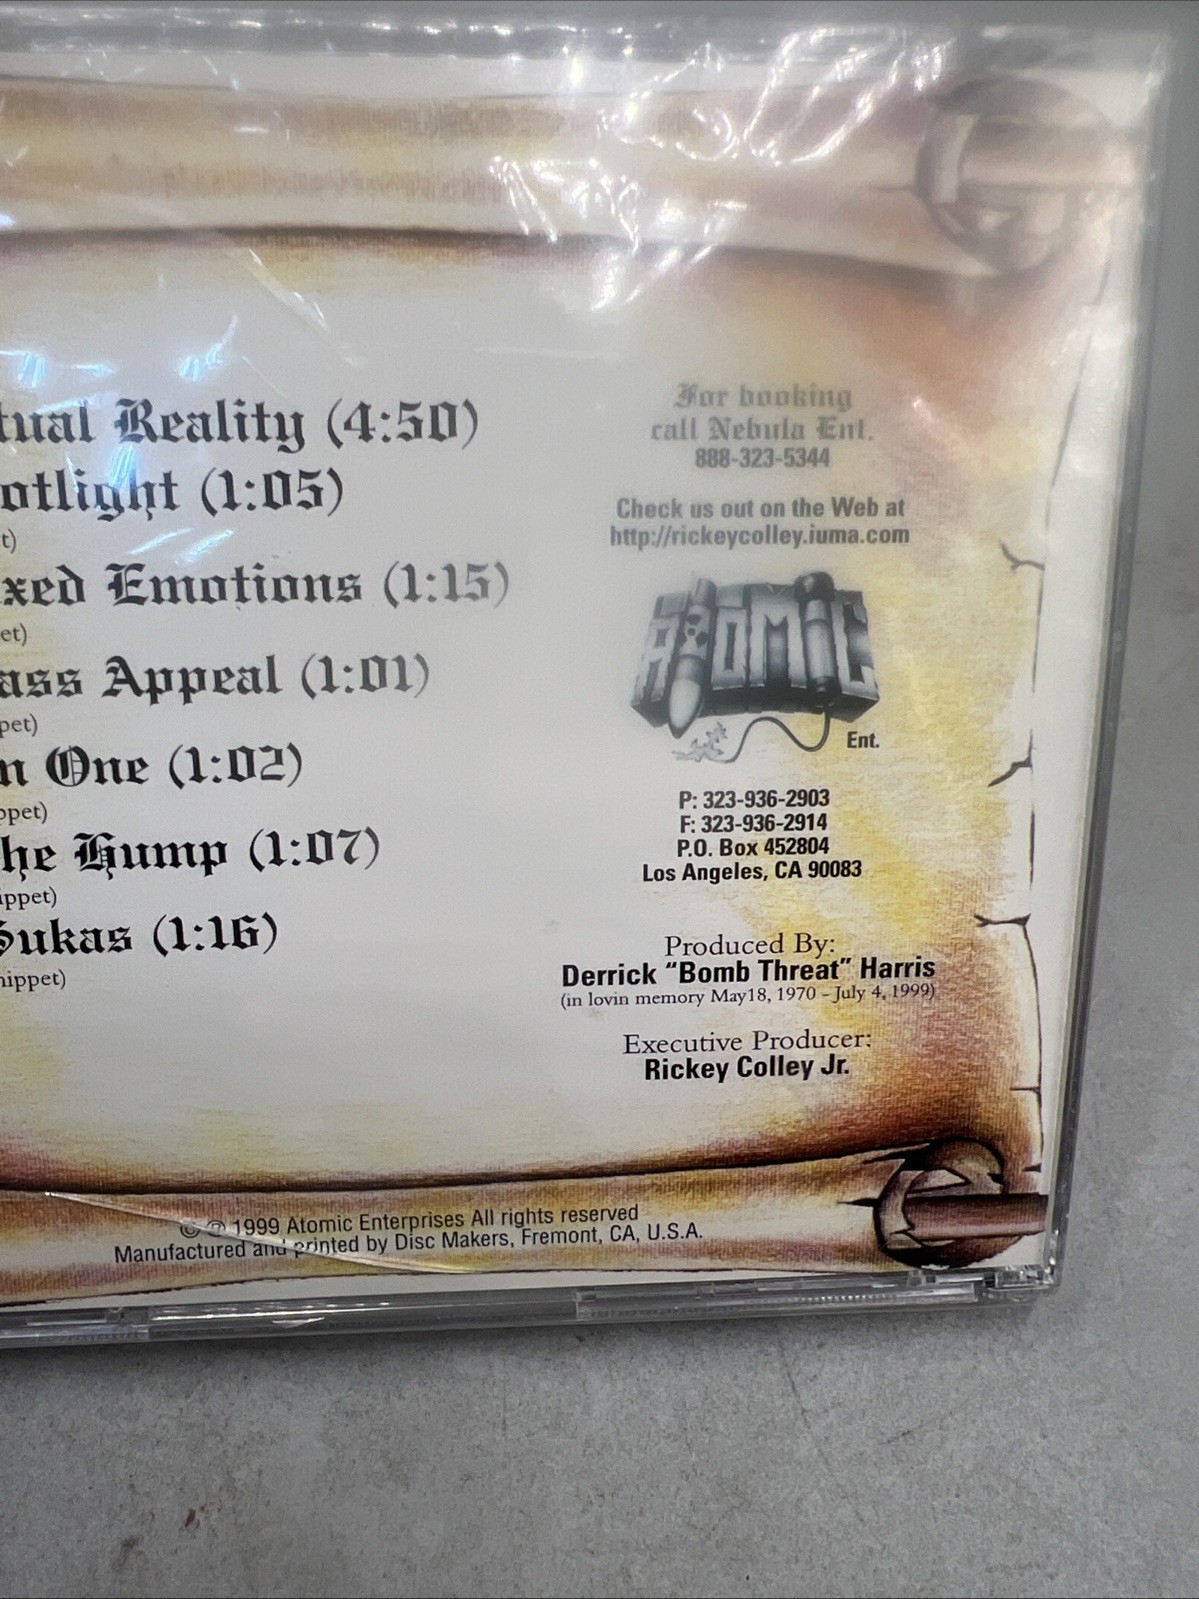 tual Reality (4:50)
otlight (1:05)
t)
xed Emotions (1:15)
et)
ass Appeal (1:01)
pet)
n One (1:02)
ppet)
he Hump (1:07)
ippet)
Sukas (1:16)
nippet)
For booking
call Nebula Ent.
888-323-5344
Check us out on the Web at
http://rickeycolley.iuma.com
ATOMIC
Ent.
P: 323-936-2903
F: 323-936-2914
P.O. Box 452804
Los Angeles, CA 90083
Produced By:
Derrick “Bomb Threat” Harris
(in lovin memory May18, 1970 – July 4, 1999)
Executive Producer:
Rickey Colley Jr.
© ℗ 1999 Atomic Enterprises All rights reserved
Manufactured and printed by Disc Makers, Fremont, CA, U.S.A.